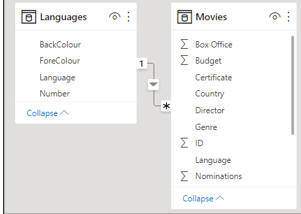 Languages
BackColour
ForeColour
Language
Number
Collapse
1
*
Movies
Box Office
Budget
Certificate
Country
Director
Genre
ID
Language
Nominations
Collapse